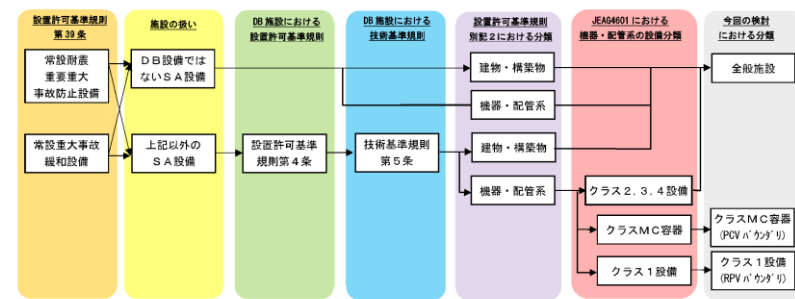 設置許可基準規則
第39条
施設の扱い
DB施設における
設置許可基準規則
DB施設における
技術基準規則
設置許可基準規則
別記2における分類
JEAG4601における
機器・配管系の設備分類
今回の検討
における分類
常設耐震
重要重大
事故防止設備
DB設備では
ないSA設備
建物・構築物
全般施設
機器・配管系
常設重大事故
緩和設備
上記以外の
SA設備
設置許可基準
規則第4条
技術基準規則
第5条
建物・構築物
機器・配管系
クラス2,3,4設備
クラスMC容器
クラスMC容器
(PCVバウンダリ)
クラス1設備
クラス1設備
(RPVバウンダリ)